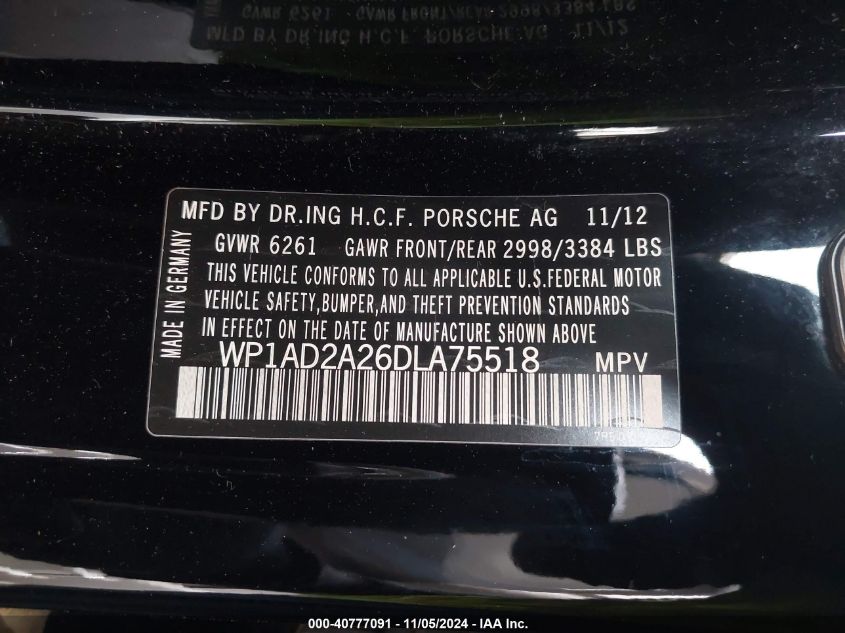 MFD BY DR.ING H.C.F. PORSCHE AG 11/12
GVWR 6261 GAWR FRONT/REAR 2998/3384 LBS
THIS VEHICLE CONFORMS TO ALL APPLICABLE U.S.FEDERAL MOTOR
VEHICLE SAFETY,BUMPER,AND THEFT PREVENTION STANDARDS
IN EFFECT ON THE DATE OF MANUFACTURE SHOWN ABOVE
WP1AD2A26DLA75518 MPV
MADE IN GERMANY
000-40777091 - 11/05/2024 - IAA Inc.